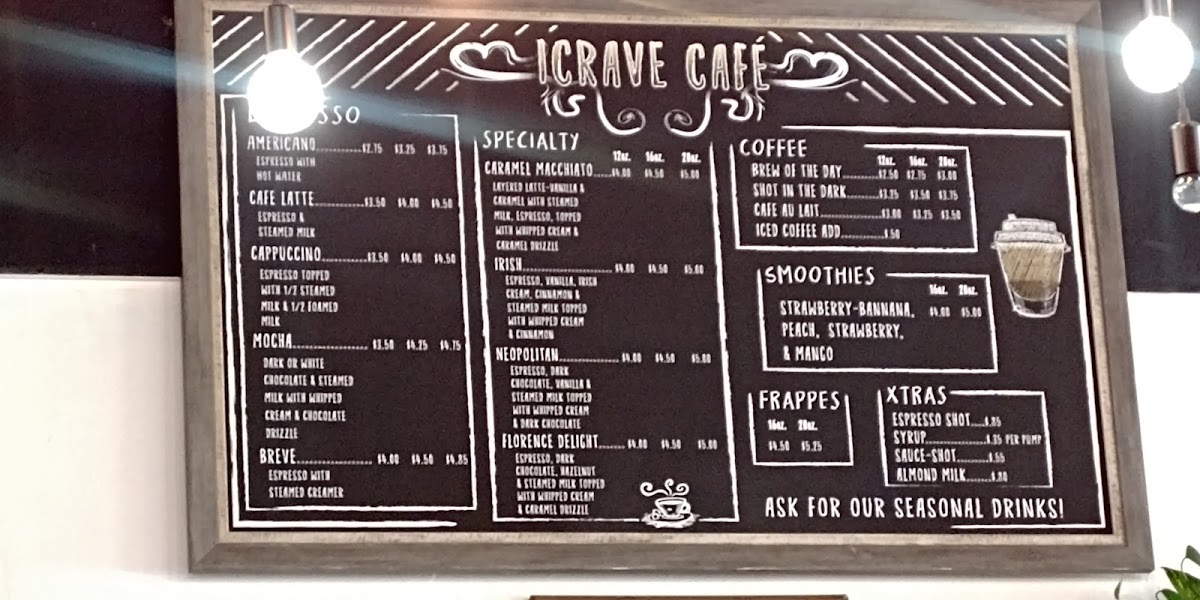 ICRAVE CAFÉ
AMERICANO $2.75 $3.25 $3.75
ESPRESSO WITH
HOT WATER
CAFE LATTE $3.50 $4.00 $4.50
ESPRESSO &
STEAMED MILK
CAPPUCCINO $3.50 $4.00 $4.50
ESPRESSO TOPPED
WITH 1/2 STEAMED
MILK & 1/2 FOAMED
MILK
MOCHA $3.50 $4.25 $4.75
DARK OR WHITE
CHOCOLATE & STEAMED
MILK WITH WHIPPED
CREAM & CHOCOLATE
DRIZZLE
BREVE $4.00 $4.50 $4.85
ESPRESSO WITH
STEAMED CREAMER
SPECIALTY
12oz. 16oz. 20oz.
CARAMEL MACCHIATO $4.00 $4.50 $5.00
LAYERED LATTE-VANILLA &
CARAMEL WITH STEAMED
MILK, ESPRESSO, TOPPED
WITH WHIPPED CREAM &
CARAMEL DRIZZLE
IRISH $4.00 $4.50 $5.00
ESPRESSO, VANILLA, IRISH
CREAM, CINNAMON &
STEAMED MILK TOPPED
WITH WHIPPED CREAM
& CINNAMON
NEOPOLITAN $4.00 $4.50 $5.00
ESPRESSO, DARK
CHOCOLATE, VANILLA &
STEAMED MILK TOPPED
WITH WHIPPED CREAM
& DARK CHOCOLATE
FLORENCE DELIGHT $4.00 $4.50 $5.00
ESPRESSO, DARK
CHOCOLATE, HAZELNUT
& STEAMED MILK TOPPED
WITH WHIPPED CREAM
& CARAMEL DRIZZLE
COFFEE
12oz. 16oz. 20oz.
BREW OF THE DAY $2.50 $2.75 $3.00
SHOT IN THE DARK $3.25 $3.50 $3.75
CAFE AU LAIT $3.00 $3.25 $3.50
ICED COFFEE ADD $.50
SMOOTHIES
16oz. 20oz.
STRAWBERRY-BANNANA, $4.00 $5.00
PEACH, STRAWBERRY,
& MANGO
FRAPPES
16oz. 20oz.
$4.50 $5.25
XTRAS
ESPRESSO SHOT $.85
SYRUP $.35 PER PUMP
SAUCE-SHOT $.55
ALMOND MILK $.80
ASK FOR OUR SEASONAL DRINKS!